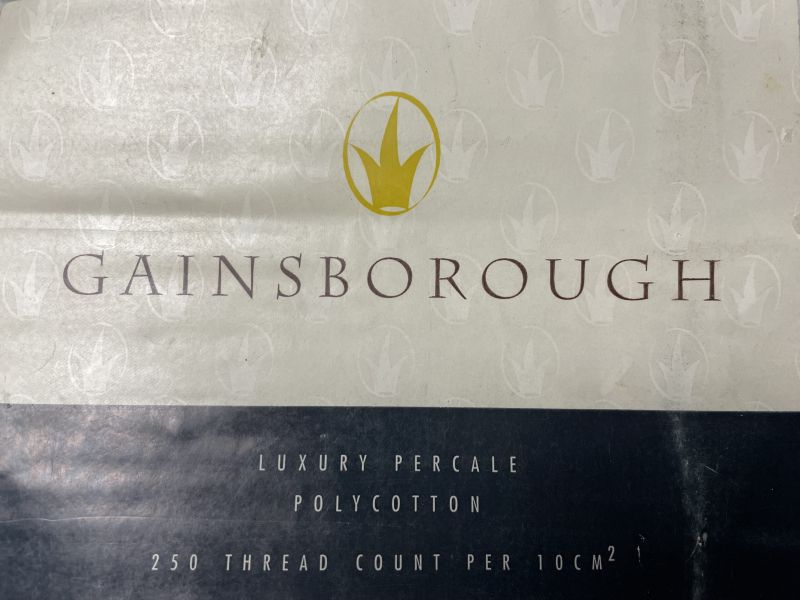 GAINSBOROUGH
LUXURY PERCALE
POLYCOTTON
250 THREAD COUNT PER 10CM²